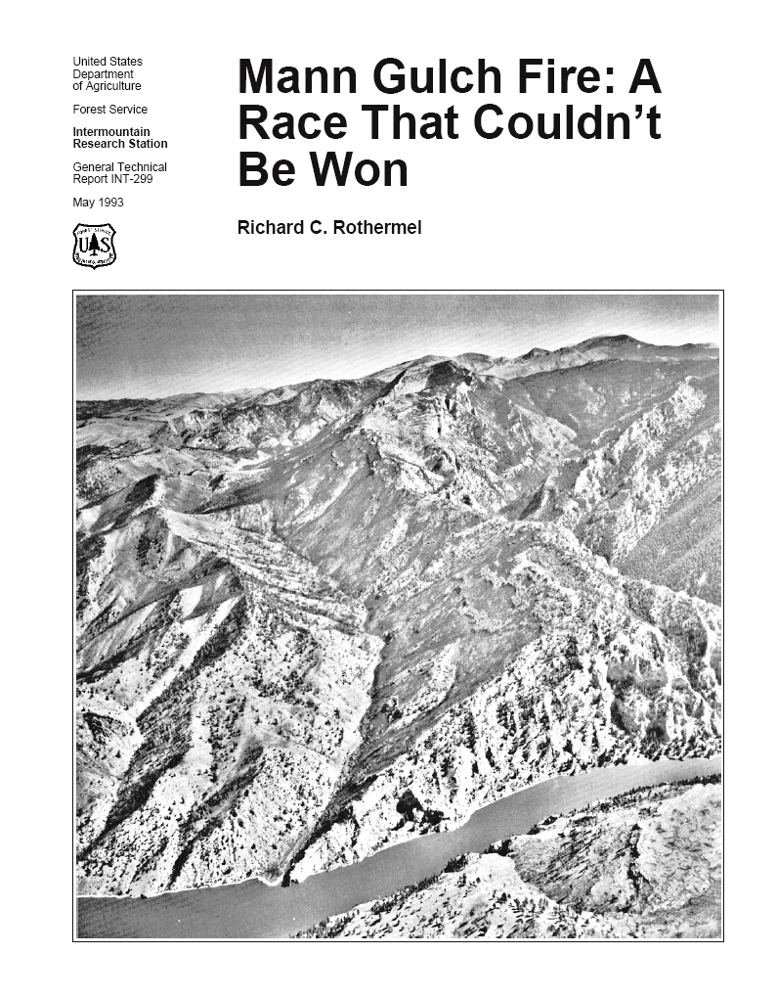 United States
Department
of Agriculture
Forest Service
Intermountain
Research Station
General Technical
Report INT-299
May 1993
Mann Gulch Fire: A
Race That Couldn’t
Be Won
Richard C. Rothermel
FOREST SERVICE
U S
DEPARTMENT OF AGRICULTURE